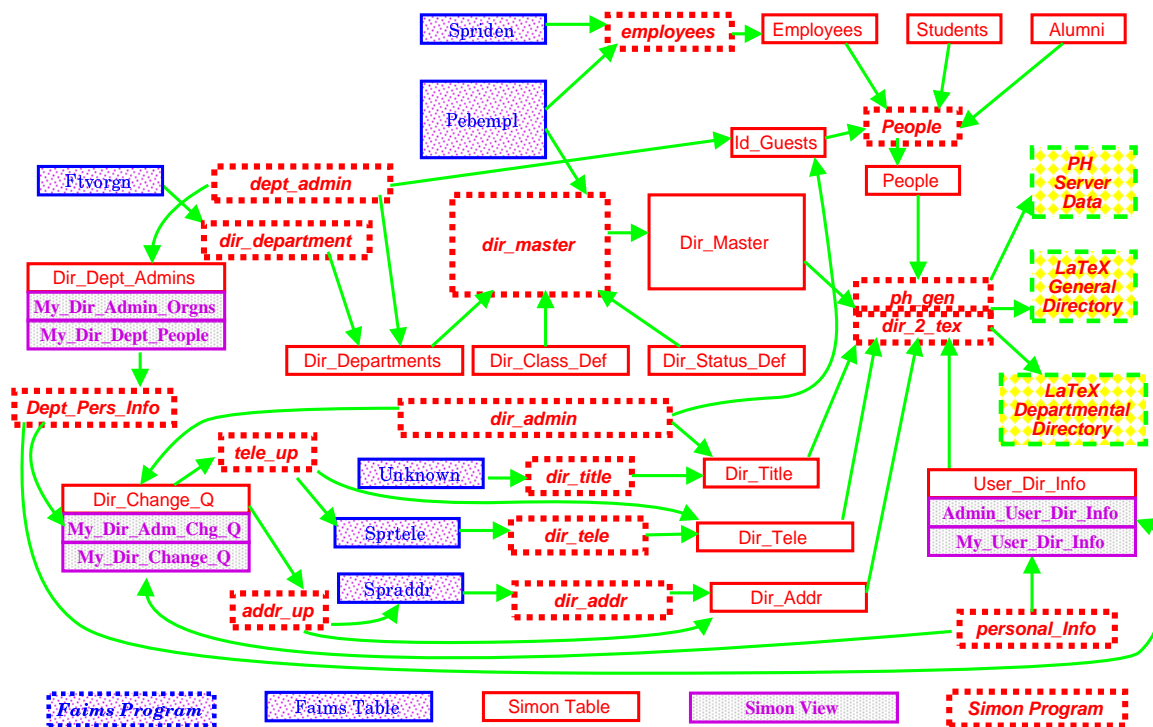 Spriden
employees
Employees
Students
Alumni
Pebempl
People
Id_Guests
People
PH
Server
Data
Ftvorgn
dept_admin
dir_department
dir_master
Dir_Master
LaTeX
General
Directory
Dir_Dept_Admins
My_Dir_Admin_Orgns
My_Dir_Dept_People
ph_gen
dir_2_tex
Dir_Departments
Dir_Class_Def
Dir_Status_Def
LaTeX
Departmental
Directory
Dept_Pers_Info
dir_admin
tele_up
Unknown
dir_title
Dir_Title
Dir_Change_Q
My_Dir_Adm_Chg_Q
My_Dir_Change_Q
User_Dir_Info
Admin_User_Dir_Info
My_User_Dir_Info
Sprtele
dir_tele
Dir_Tele
Spraddr
dir_addr
Dir_Addr
addr_up
personal_Info
Faims Program
Faims Table
Simon Table
Simon View
Simon Program